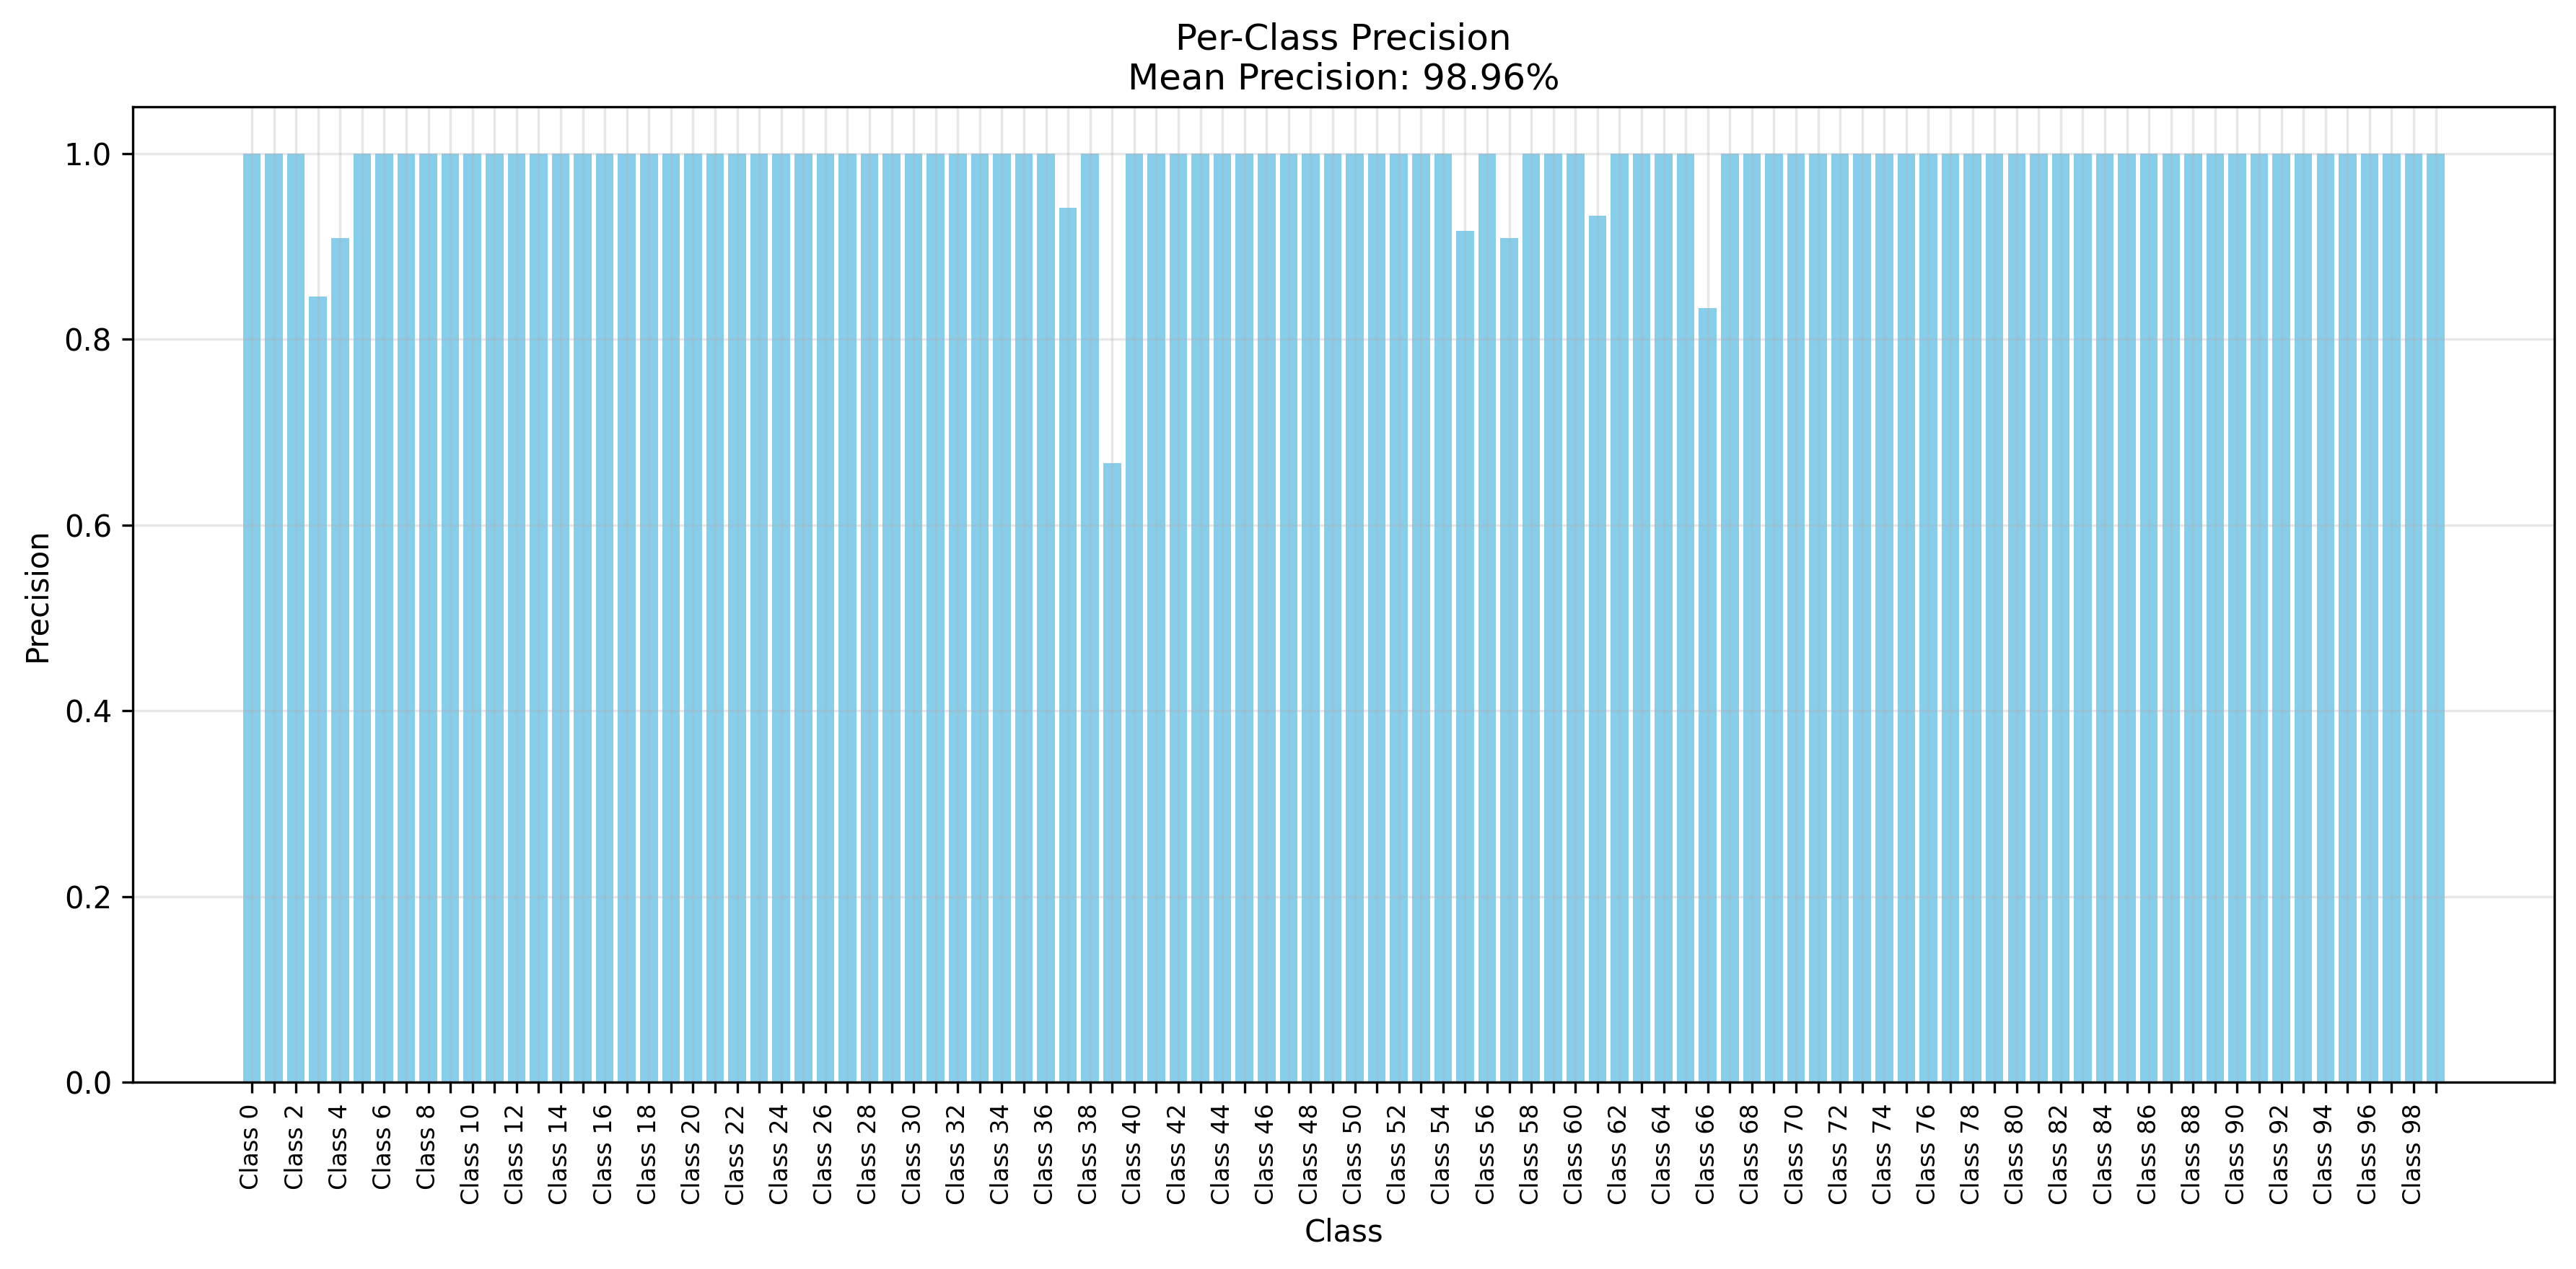 Per-Class Precision
Mean Precision: 98.96%
1.0
0.8
0.6
0.4
0.2
0.0
Precision
Class 0
Class 2
Class 4
Class 6
Class 8
Class 10
Class 12
Class 14
Class 16
Class 18
Class 20
Class 22
Class 24
Class 26
Class 28
Class 30
Class 32
Class 34
Class 36
Class 38
Class 40
Class 42
Class 44
Class 46
Class 48
Class 50
Class 52
Class 54
Class 56
Class 58
Class 60
Class 62
Class 64
Class 66
Class 68
Class 70
Class 72
Class 74
Class 76
Class 78
Class 80
Class 82
Class 84
Class 86
Class 88
Class 90
Class 92
Class 94
Class 96
Class 98
Class